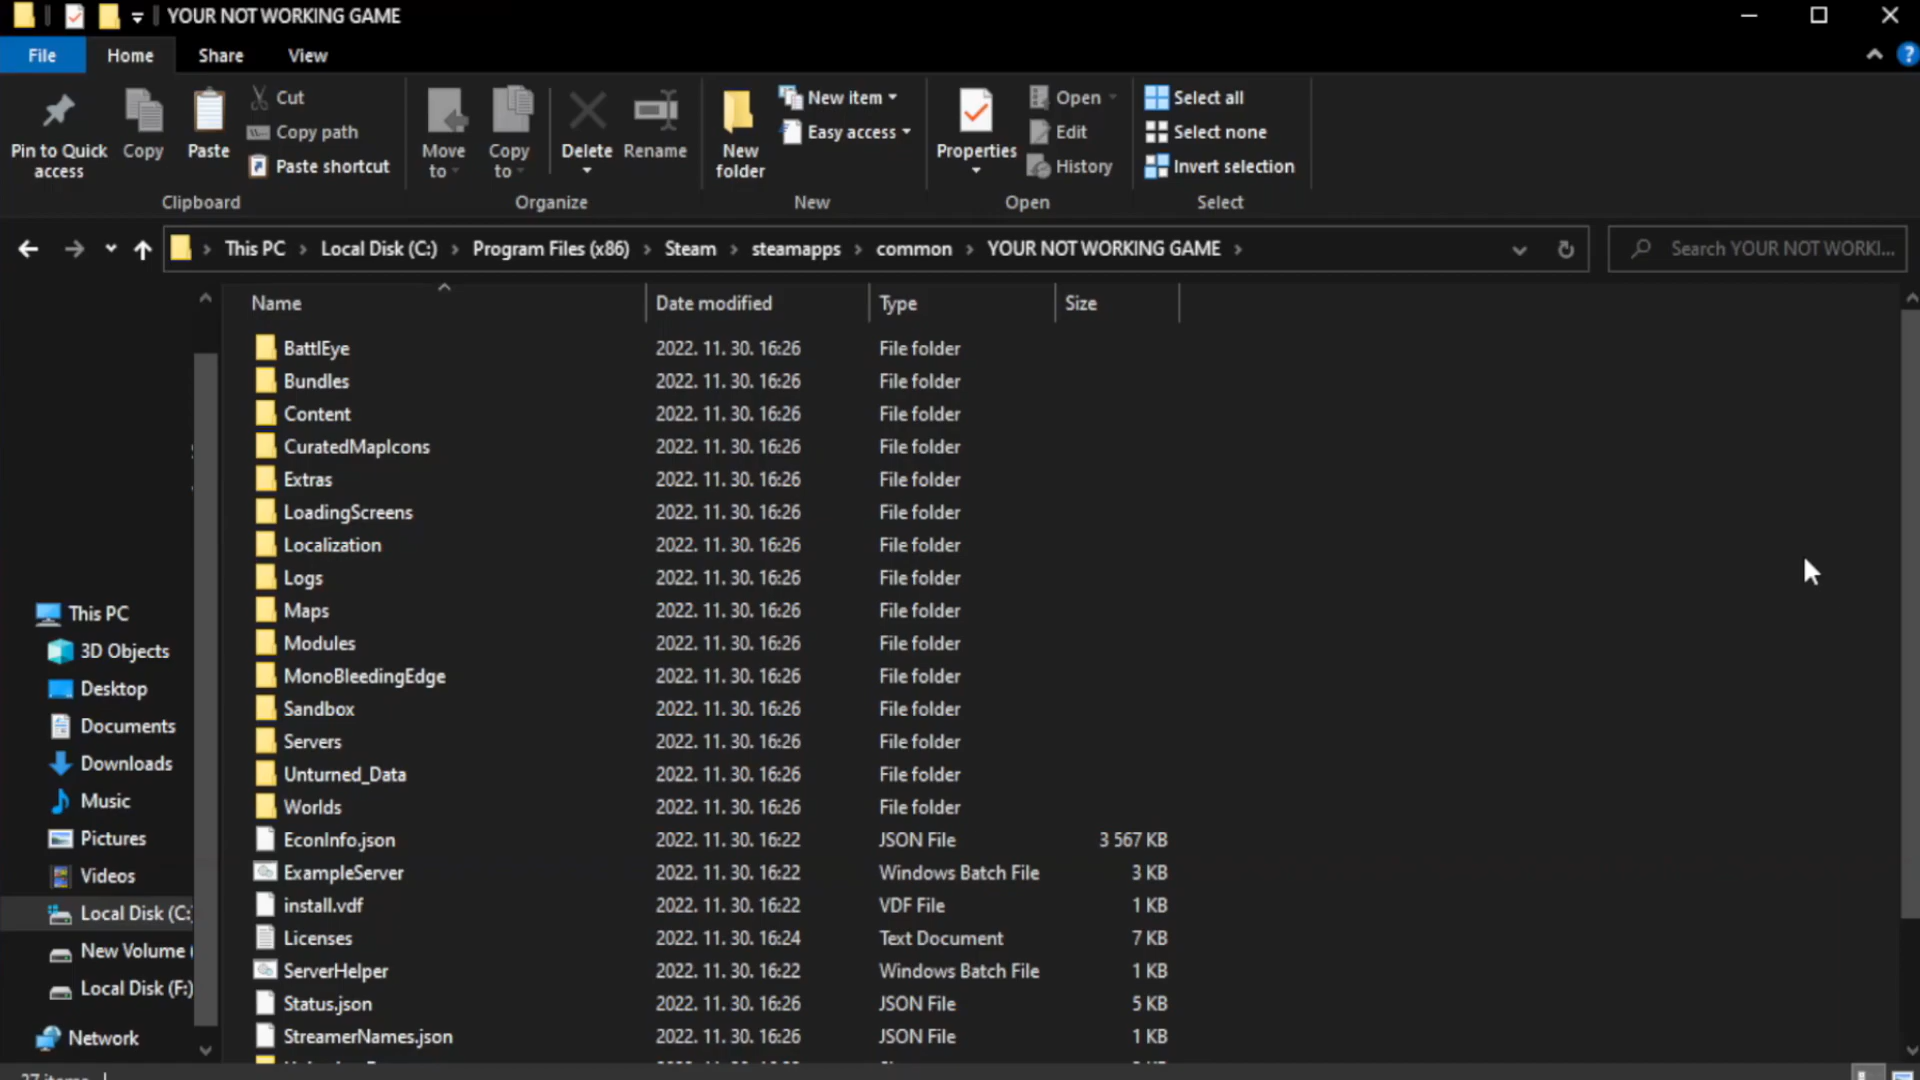 YOUR NOT WORKING GAME
File Home Share View
Pin to Quick access
Copy
Paste
Cut
Copy path
Paste shortcut
Clipboard
Move to
Copy to
Delete
Rename
Organize
New folder
New item
Easy access
New
Properties
Open
Edit
History
Open
Select all
Select none
Invert selection
Select
This PC Local Disk (C:) Program Files (x86) Steam steamapps common YOUR NOT WORKING GAME
Search YOUR NOT WORKI...
Name Date modified Type Size
BattlEye 2022. 11. 30. 16:26 File folder
Bundles 2022. 11. 30. 16:26 File folder
Content 2022. 11. 30. 16:26 File folder
CuratedMapIcons 2022. 11. 30. 16:26 File folder
Extras 2022. 11. 30. 16:26 File folder
LoadingScreens 2022. 11. 30. 16:26 File folder
Localization 2022. 11. 30. 16:26 File folder
Logs 2022. 11. 30. 16:26 File folder
Maps 2022. 11. 30. 16:26 File folder
Modules 2022. 11. 30. 16:26 File folder
MonoBleedingEdge 2022. 11. 30. 16:26 File folder
Sandbox 2022. 11. 30. 16:26 File folder
Servers 2022. 11. 30. 16:26 File folder
Unturned_Data 2022. 11. 30. 16:26 File folder
Worlds 2022. 11. 30. 16:26 File folder
EconInfo.json 2022. 11. 30. 16:22 JSON File 3 567 KB
ExampleServer 2022. 11. 30. 16:22 Windows Batch File 3 KB
install.vdf 2022. 11. 30. 16:22 VDF File 1 KB
Licenses 2022. 11. 30. 16:24 Text Document 7 KB
ServerHelper 2022. 11. 30. 16:22 Windows Batch File 1 KB
Status.json 2022. 11. 30. 16:26 JSON File 5 KB
StreamerNames.json 2022. 11. 30. 16:26 JSON File 1 KB
This PC
3D Objects
Desktop
Documents
Downloads
Music
Pictures
Videos
Local Disk (C:
New Volume (
Local Disk (F:)
Network